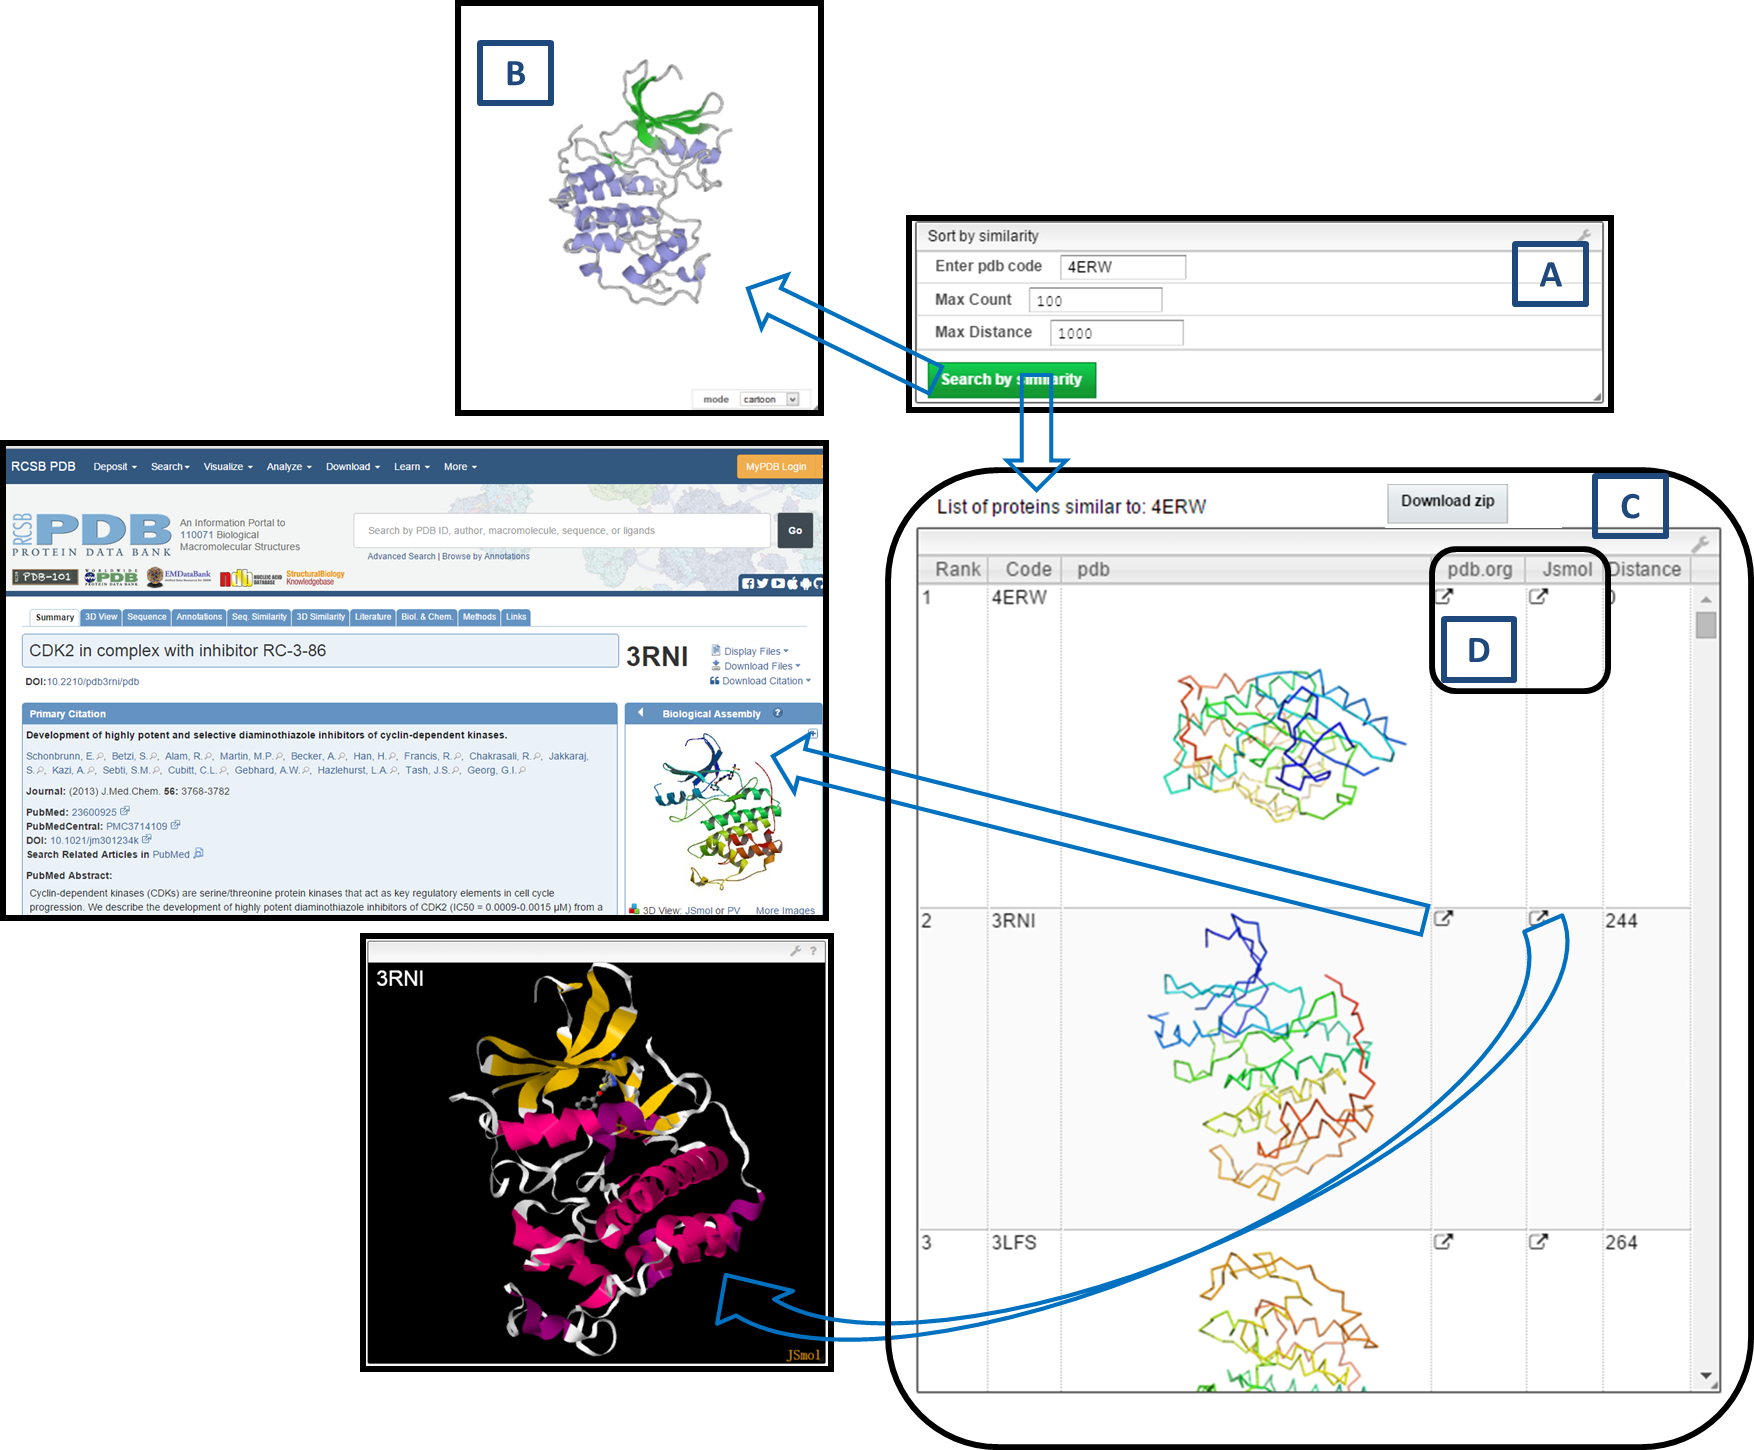 B
mode cartoon
Sort by similarity
A
Enter pdb code 4ERW
Max Count 100
Max Distance 1000
Search by similarity
RCSB PDB Deposit Search Visualize Analyze Download Learn More MyPDB Login
RCSB PDB
PROTEIN DATA BANK
An Information Portal to
110071 Biological
Macromolecular Structures
Search by PDB ID, author, macromolecule, sequence, or ligands Go
Advanced Search | Browse by Annotations
PDB-101 WORLDWIDE PDB PROTEIN DATA BANK EMDataBank NUCLEIC ACID DATABASE StructuralBiology Knowledgebase
Summary 3D View Sequence Annotations Seq. Similarity 3D Similarity Literature Biol. & Chem. Methods Links
CDK2 in complex with inhibitor RC-3-86
3RNI
Display Files
Download Files
Download Citation
DOI:10.2210/pdb3rni/pdb
Primary Citation
Development of highly potent and selective diaminothiazole inhibitors of cyclin-dependent kinases.
Schonbrunn, E., Betzi, S., Alam, R., Martin, M.P., Becker, A., Han, H., Francis, R., Chakrasali, R., Jakkaraj,
S., Kazi, A., Sebti, S.M., Cubitt, C.L., Gebhard, A.W., Hazlehurst, L.A., Tash, J.S., Georg, G.I.
Journal: (2013) J.Med.Chem. 56: 3768-3782
PubMed: 23600925
PubMedCentral: PMC3714109
DOI: 10.1021/jm301234k
Search Related Articles in PubMed
PubMed Abstract:
Cyclin-dependent kinases (CDKs) are serine/threonine protein kinases that act as key regulatory elements in cell cycle
progression. We describe the development of highly potent diaminothiazole inhibitors of CDK2 (IC50 = 0.0009-0.0015 µM) from a
Biological Assembly ?
3D View: JSmol or PV More Images
3RNI
?
JSmol
List of proteins similar to: 4ERW
Download zip
C
Rank Code pdb pdb.org Jsmol Distance
1 4ERW 0
D
2 3RNI 244
3 3LFS 264